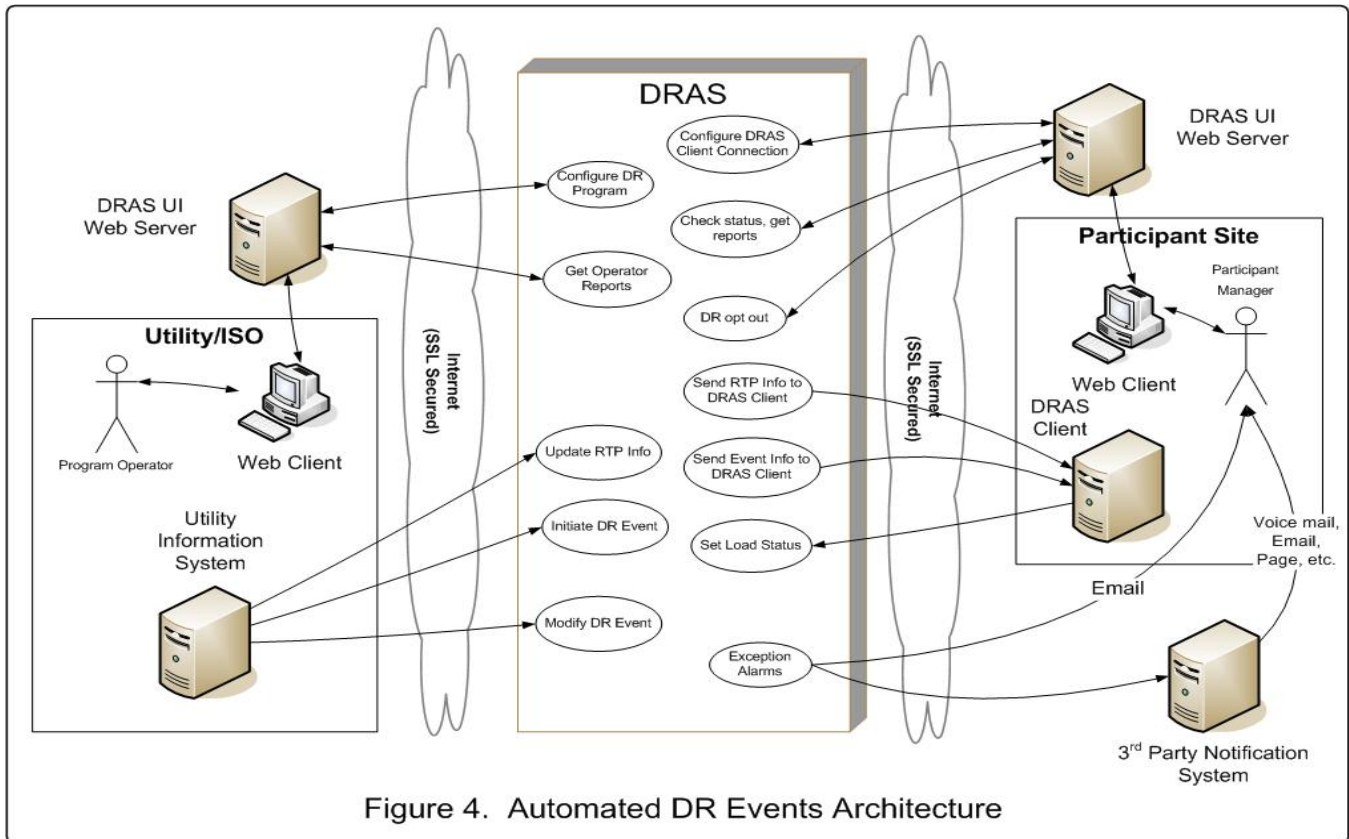 DRAS
Configure DRAS
Client Connection
DRAS UI
Web Server
Configure DR
Program
DRAS UI
Web Server
Check status, get
reports
Participant Site
Participant
Manager
Get Operator
Reports
DR opt out
Utility/ISO
Internet
(SSL Secured)
Internet
(SSL Secured)
Web Client
Send RTP Info to
DRAS Client
DRAS
Client
Program Operator
Web Client
Update RTP Info
Send Event Info to
DRAS Client
Utility
Information
System
Initiate DR Event
Set Load Status
Voice mail,
Email,
Page, etc.
Email
Modify DR Event
Exception
Alarms
3rd Party Notification
System
Figure 4. Automated DR Events Architecture